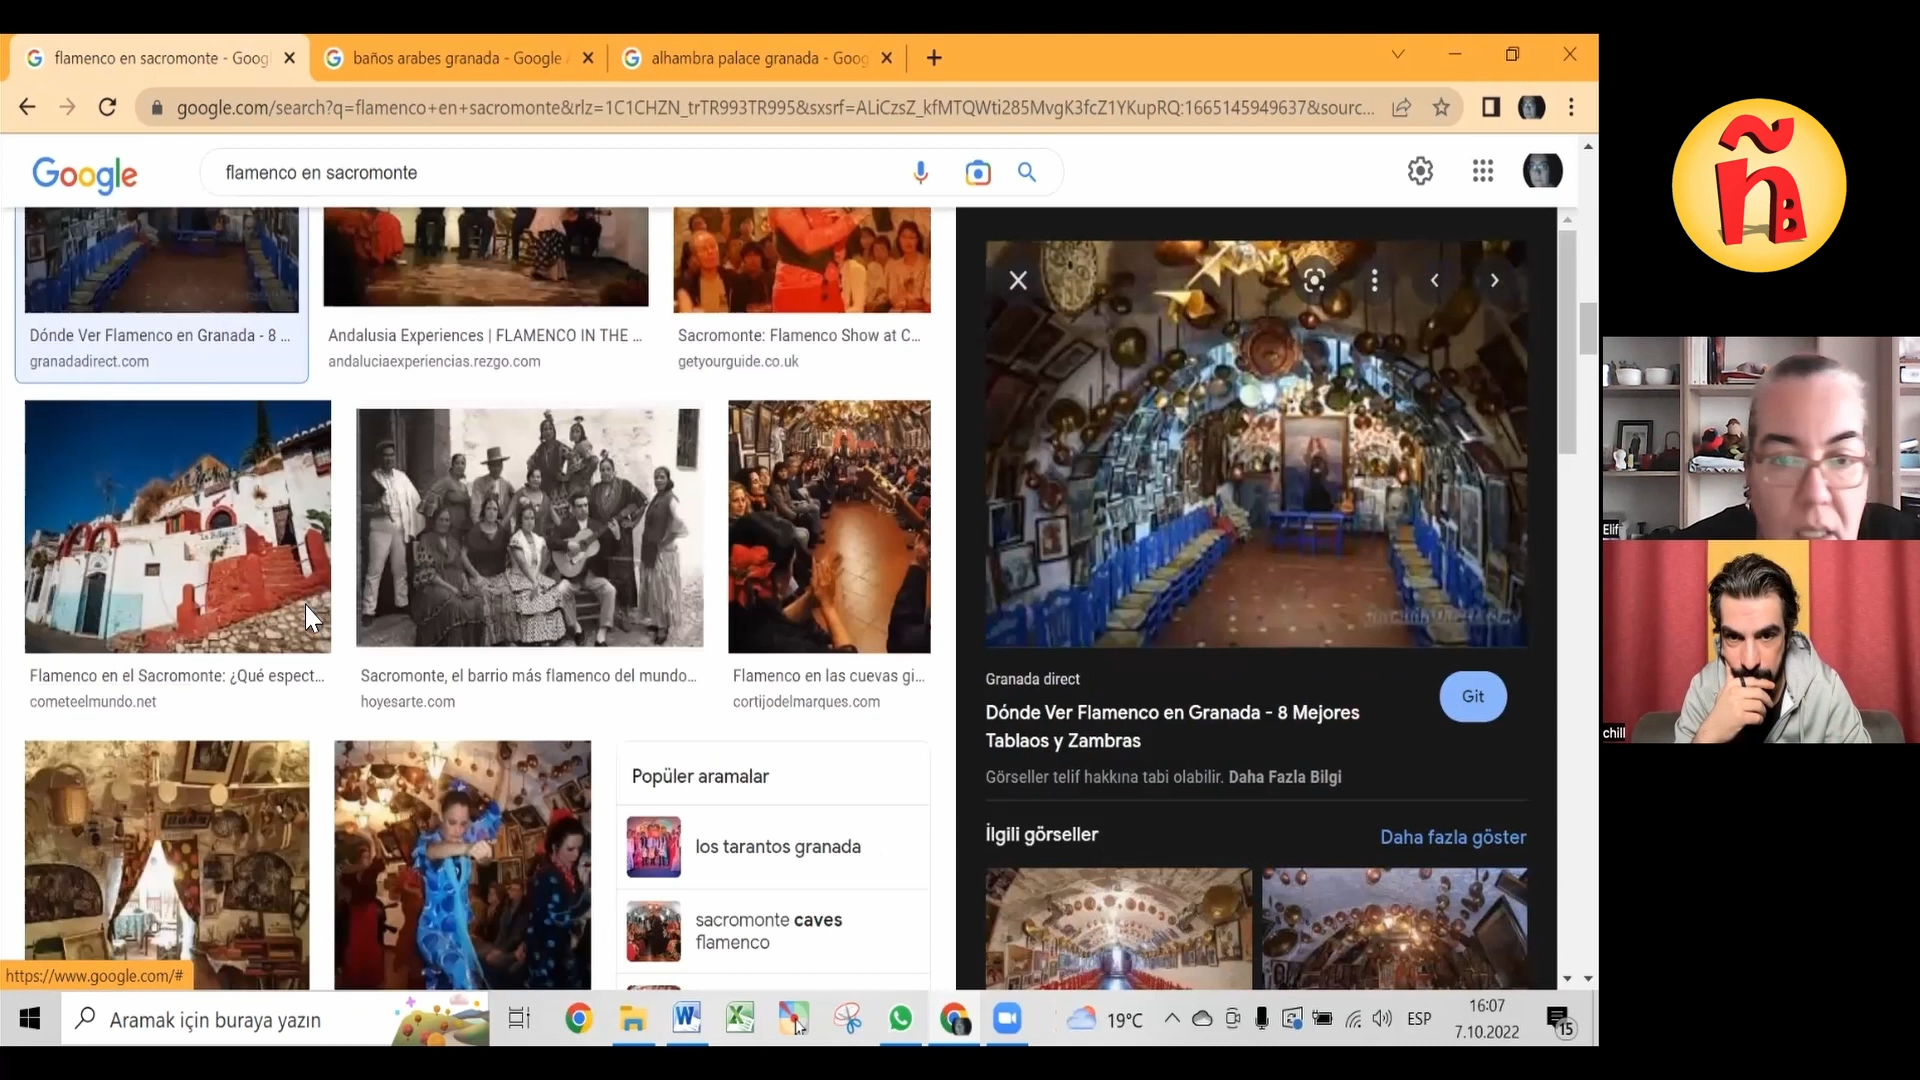 flamenco en sacromonte - Goog
baños arabes granada - Google
alhambra palace granada - Goog
google.com/search?q=flamenco+en+sacromonte&rlz=1C1CHZN_trTR993TR995&sxsrf=ALiCzsZ_kfMTQWti285MvgK3fcZ1YKupRQ:1665145949637&sourc...
Google
flamenco en sacromonte
ñ
Dónde Ver Flamenco en Granada - 8 ...
granadadirect.com
Andalusia Experiences | FLAMENCO IN THE ...
andaluciaexperiencias.rezgo.com
Sacromonte: Flamenco Show at C...
getyourguide.co.uk
Flamenco en el Sacromonte: ¿Qué espect...
cometeelmundo.net
Sacromonte, el barrio más flamenco del mundo...
hoyesarte.com
Flamenco en las cuevas gi...
cortijodelmarques.com
Popüler aramalar
los tarantos granada
sacromonte caves
flamenco
Granada direct
Dónde Ver Flamenco en Granada - 8 Mejores
Tablaos y Zambras
Git
Görseller telif hakkına tabi olabilir. Daha Fazla Bilgi
İlgili görseller
Daha fazla göster
Elif
chill
https://www.google.com/#
Aramak için buraya yazın
19°C
ESP
16:07
7.10.2022
15